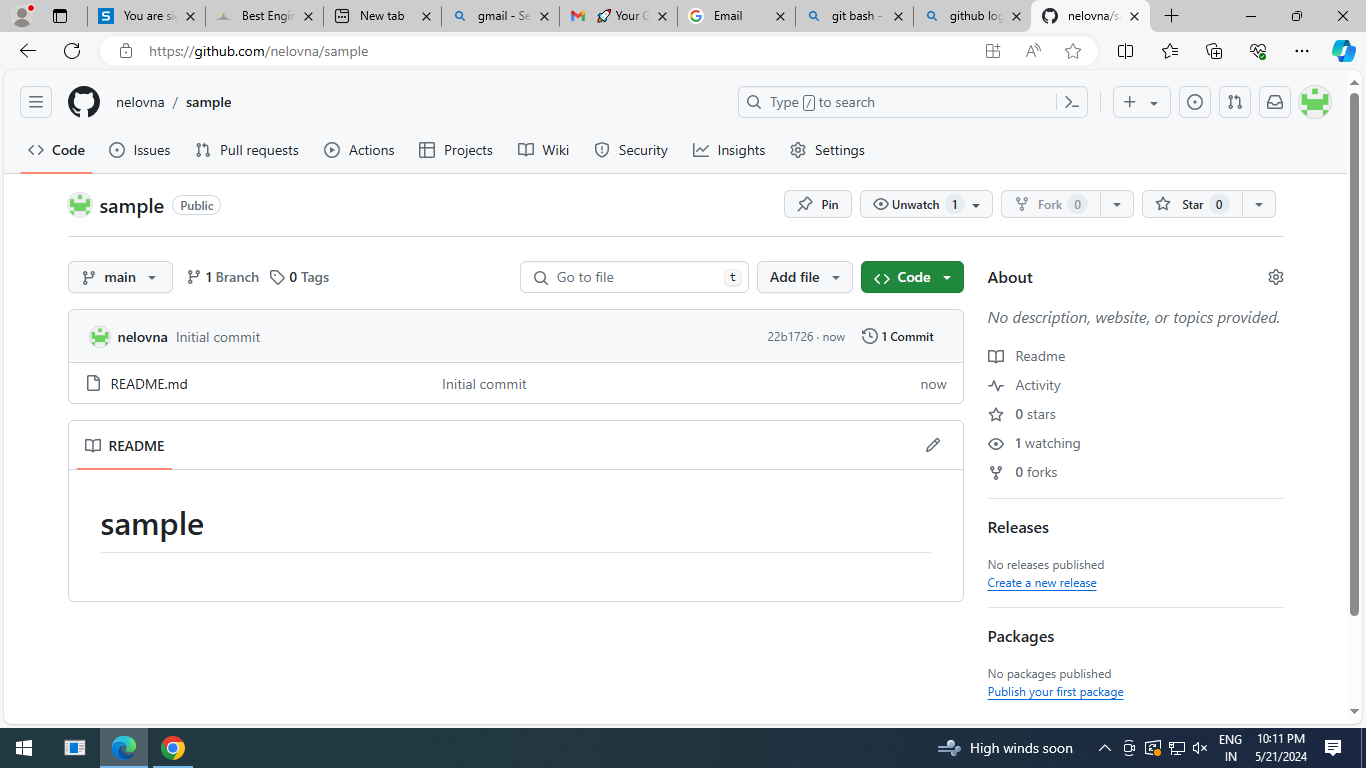 You are sig
Best Engin
New tab
gmail - Se
Your G
Email
git bash -
github log
nelovna/sa
https://github.com/nelovna/sample
nelovna / sample
Type / to search
Code Issues Pull requests Actions Projects Wiki Security Insights Settings
sample Public
Pin Unwatch 1 Fork 0 Star 0
main 1 Branch 0 Tags Go to file t Add file Code
About
No description, website, or topics provided.
nelovna Initial commit 22b1726 · now 1 Commit
README.md Initial commit now
README
sample
Readme
Activity
0 stars
1 watching
0 forks
Releases
No releases published
Create a new release
Packages
No packages published
Publish your first package
High winds soon
ENG
IN
10:11 PM
5/21/2024